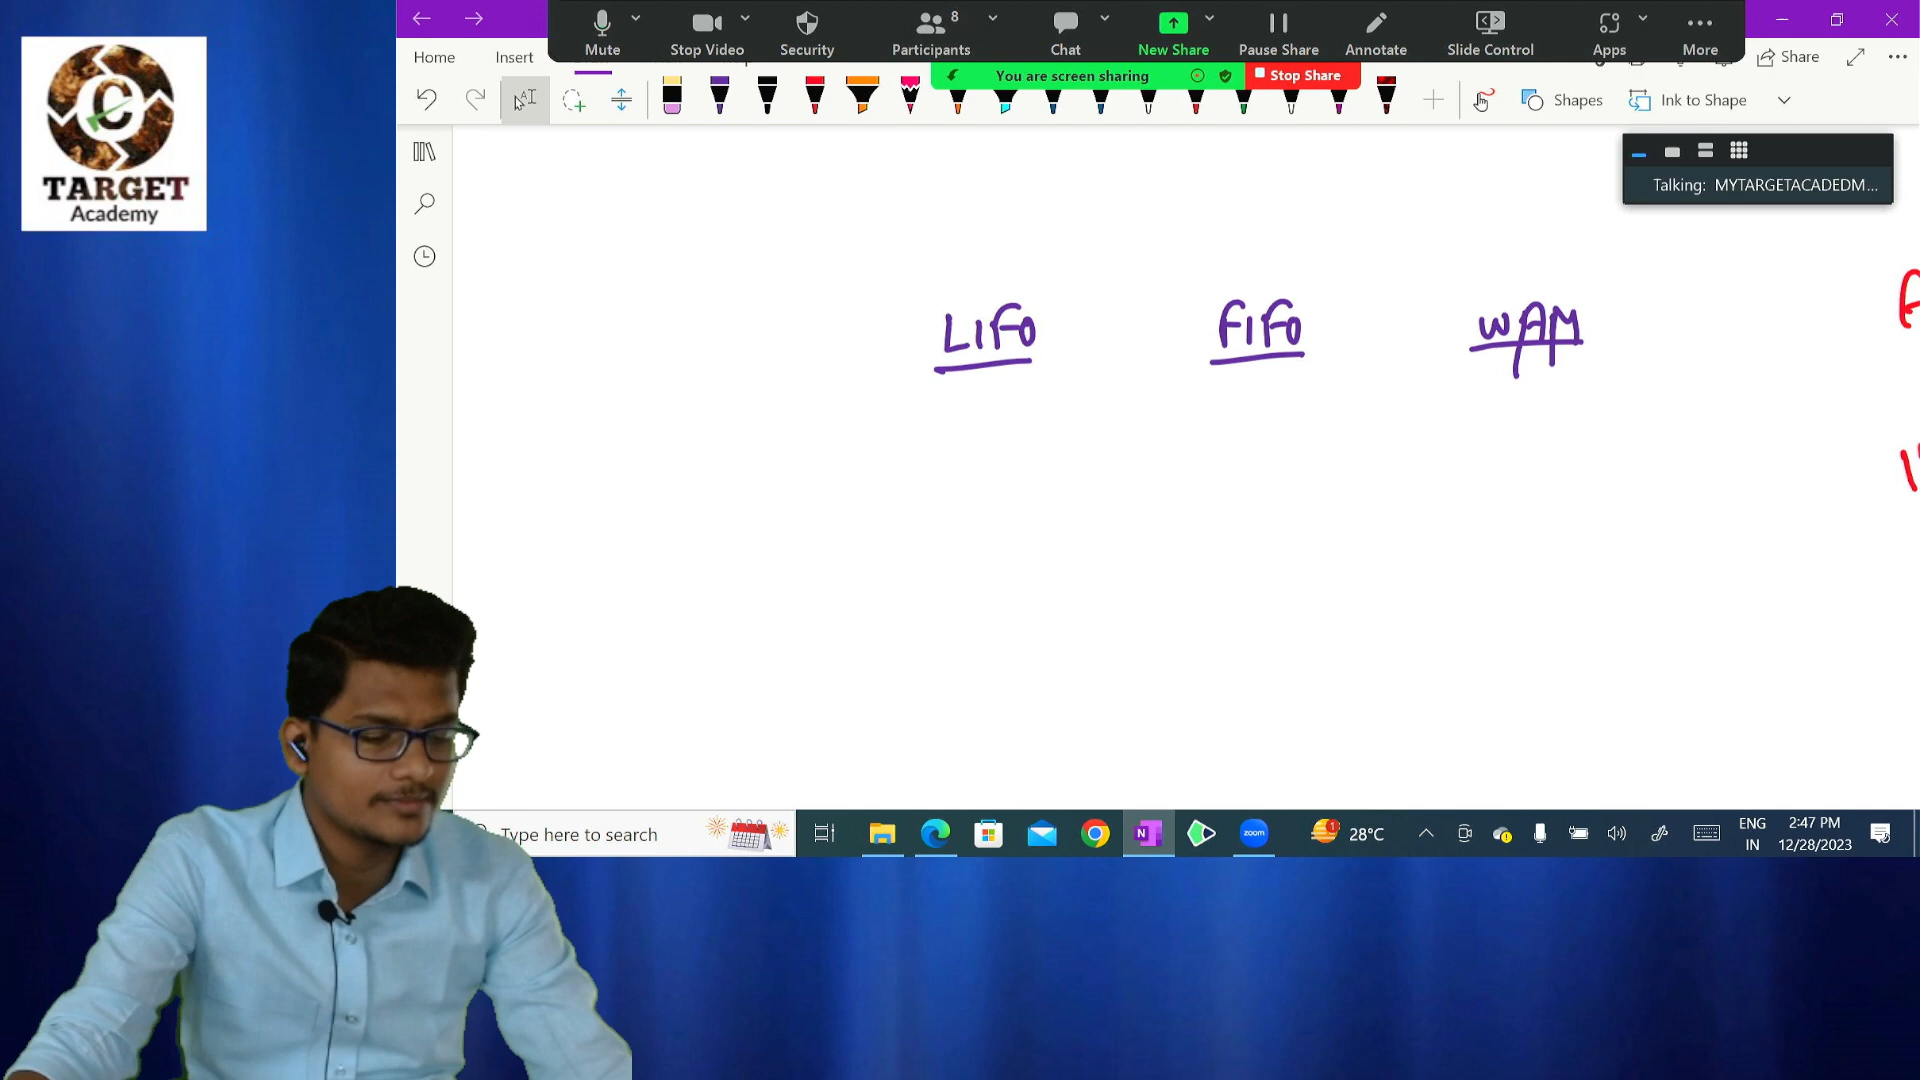 Mute
Stop Video
Security
Participants
8
Chat
New Share
Pause Share
Annotate
Slide Control
Apps
More
You are screen sharing
Stop Share
Home
Insert
Share
Shapes
Ink to Shape
Talking: MYTARGETACADEDM...
C
TARGET
Academy
LIFO
FIFO
WAM
Type here to search
N
zoom
1
28°C
ENG
IN
2:47 PM
12/28/2023